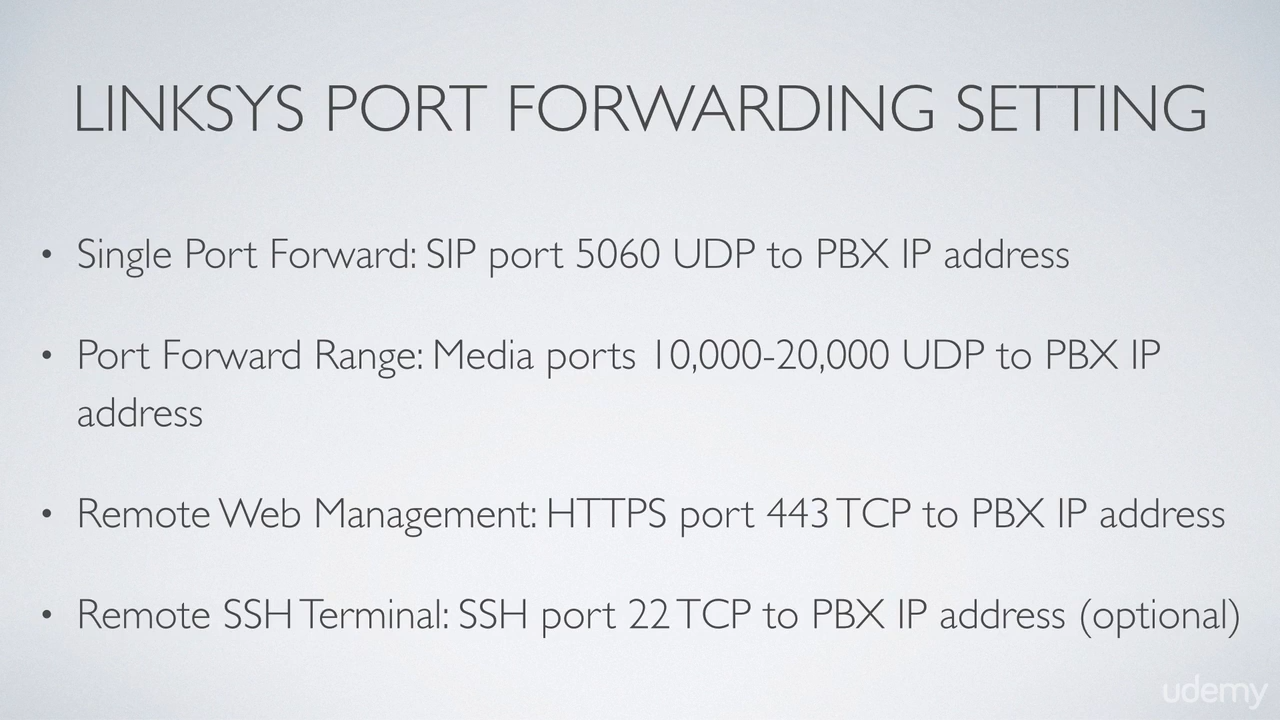 LINKSYS PORT FORWARDING SETTING
• Single Port Forward: SIP port 5060 UDP to PBX IP address
• Port Forward Range: Media ports 10,000-20,000 UDP to PBX IP
address
• Remote Web Management: HTTPS port 443 TCP to PBX IP address
• Remote SSH Terminal: SSH port 22 TCP to PBX IP address (optional)
udemy